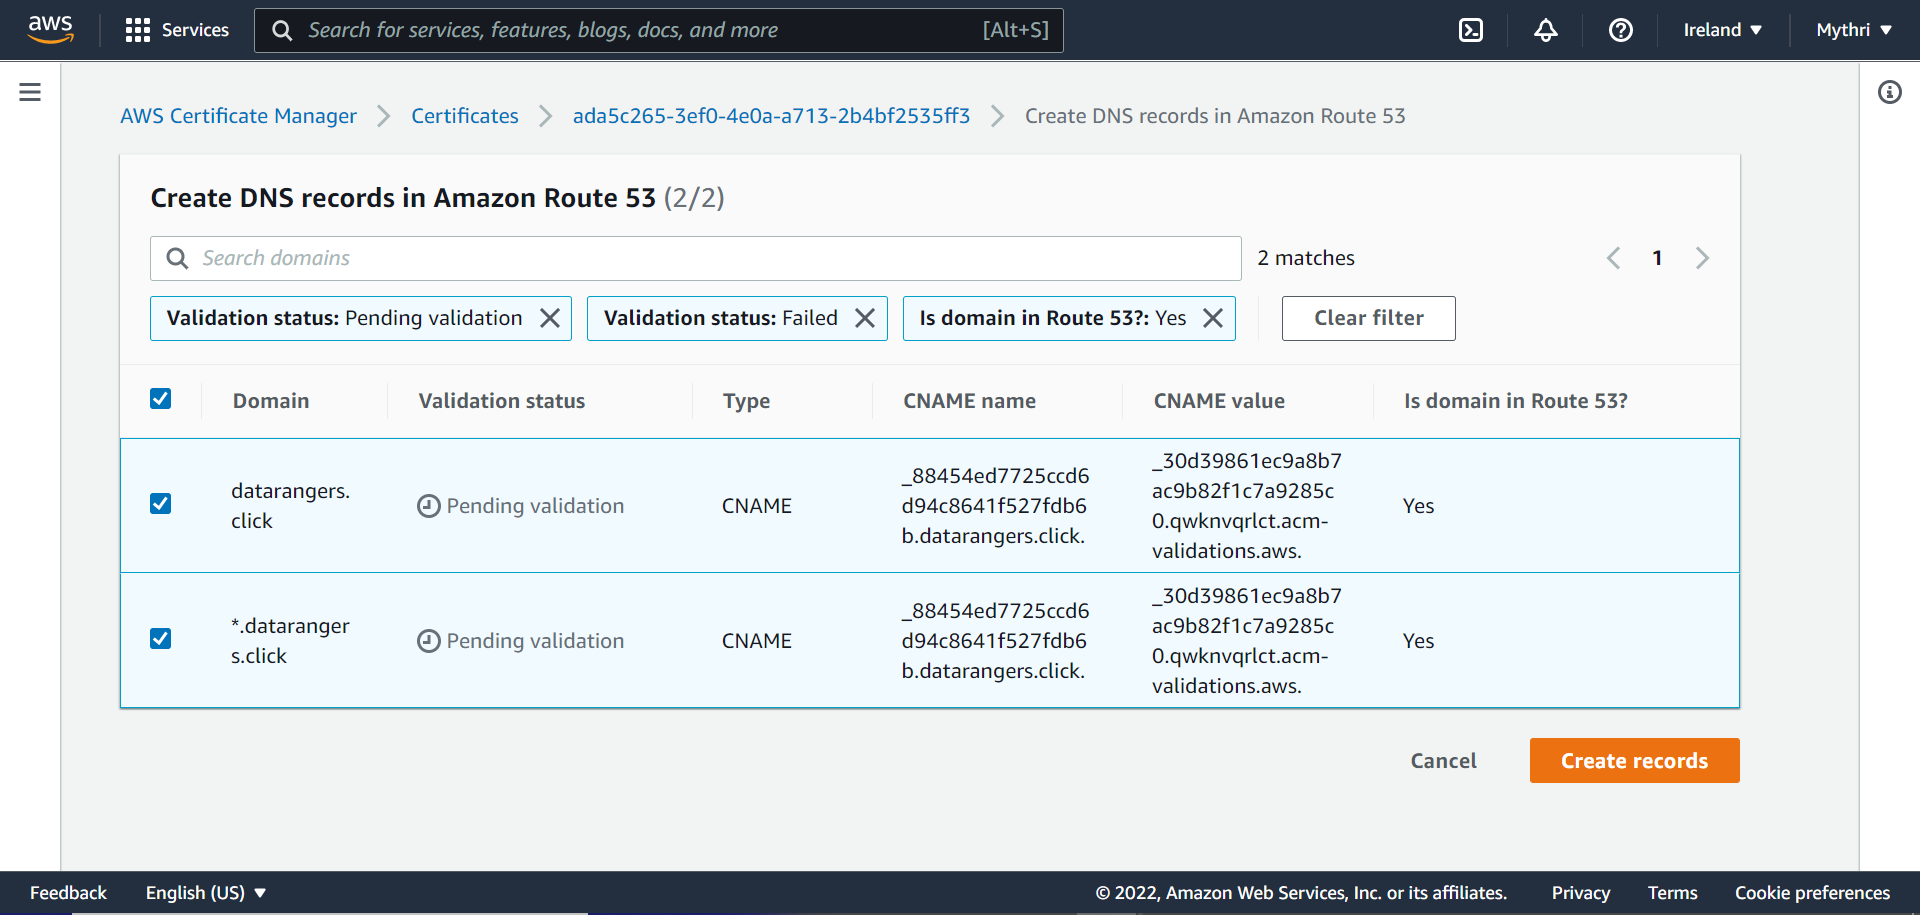 aws
Services
Search for services, features, blogs, docs, and more
[Alt+S]
Ireland ▼
Mythri ▼
AWS Certificate Manager > Certificates > ada5c265-3ef0-4e0a-a713-2b4bf2535ff3 > Create DNS records in Amazon Route 53
Create DNS records in Amazon Route 53 (2/2)
Search domains
2 matches
< 1 >
Validation status: Pending validation ✕
Validation status: Failed ✕
Is domain in Route 53?: Yes ✕
Clear filter
Domain
Validation status
Type
CNAME name
CNAME value
Is domain in Route 53?
datarangers.
click
Pending validation
CNAME
_88454ed7725ccd6
d94c8641f527fdb6
b.datarangers.click.
_30d39861ec9a8b7
ac9b82f1c7a9285c
0.qwknvqrlct.acm-
validations.aws.
Yes
*.dataranger
s.click
Pending validation
CNAME
_88454ed7725ccd6
d94c8641f527fdb6
b.datarangers.click.
_30d39861ec9a8b7
ac9b82f1c7a9285c
0.qwknvqrlct.acm-
validations.aws.
Yes
Cancel
Create records
Feedback
English (US) ▼
© 2022, Amazon Web Services, Inc. or its affiliates.
Privacy
Terms
Cookie preferences